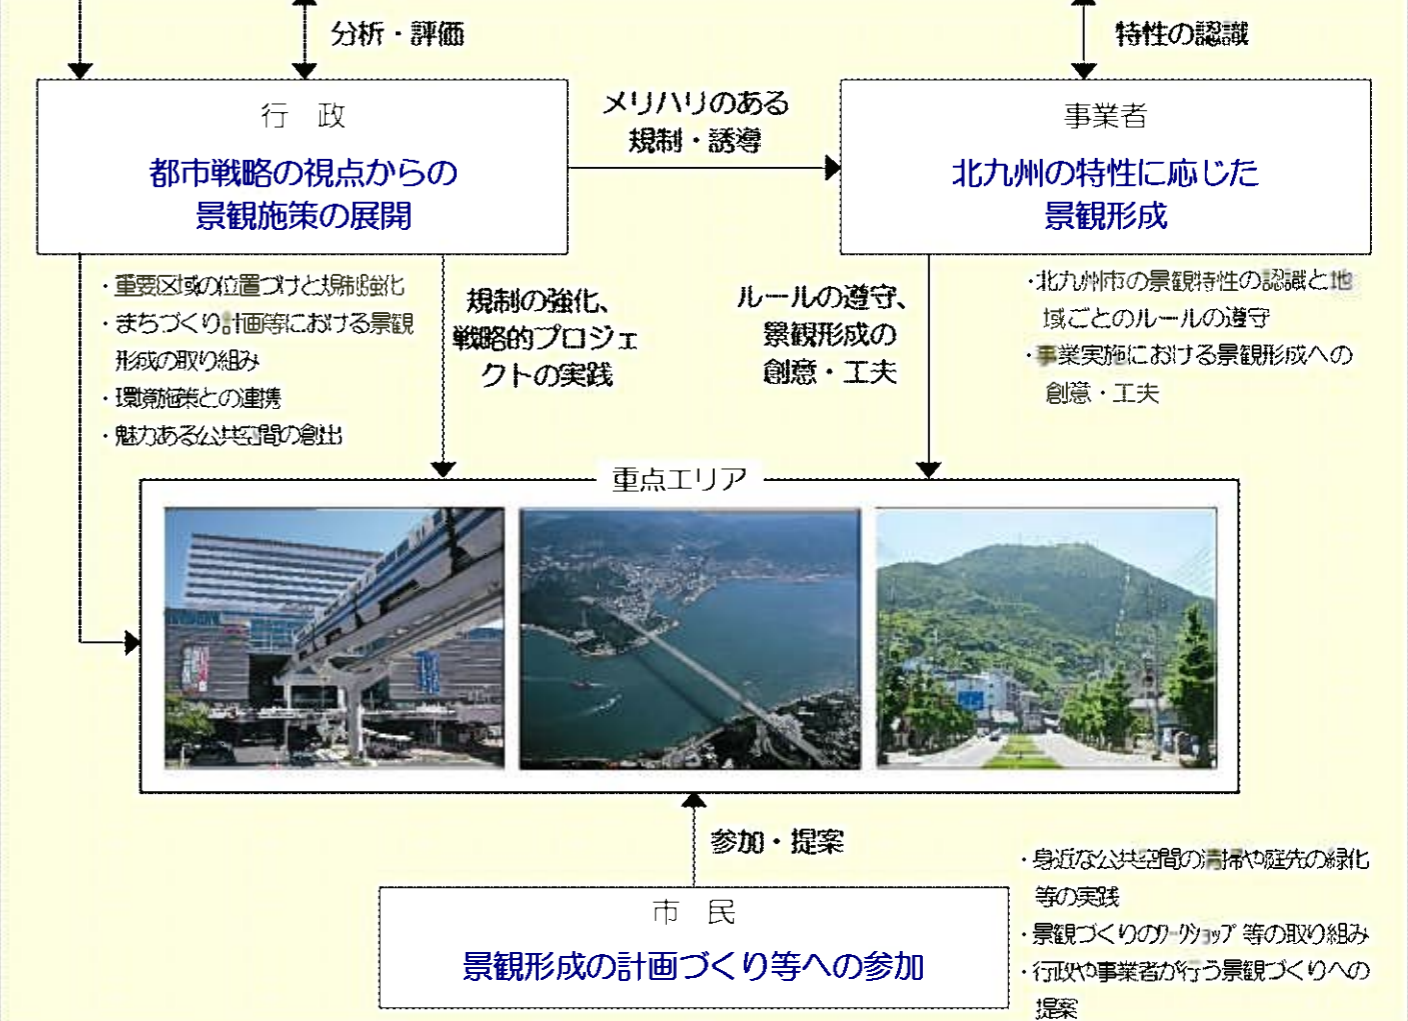 分析・評価
特性の認識
行　政
都市戦略の視点からの
景観施策の展開
メリハリのある
規制・誘導
事業者
北九州の特性に応じた
景観形成
・重要区域の位置づけと規制強化
・まちづくり計画等における景観
形成の取り組み
・環境施策との連携
・魅力ある公共空間の創出
規制の強化、
戦略的プロジェ
クトの実践
ルールの遵守、
景観形成の
創意・工夫
・北九州市の景観特性の認識と地
域ごとのルールの遵守
・事業実施における景観形成への
創意・工夫
重点エリア
参加・提案
市　民
景観形成の計画づくり等への参加
・身近な公共空間の清掃や庭先の緑化
等の実践
・景観づくりのﾜｰｸｼｮｯﾌﾟ等の取り組み
・行政や事業者が行う景観づくりへの
提案